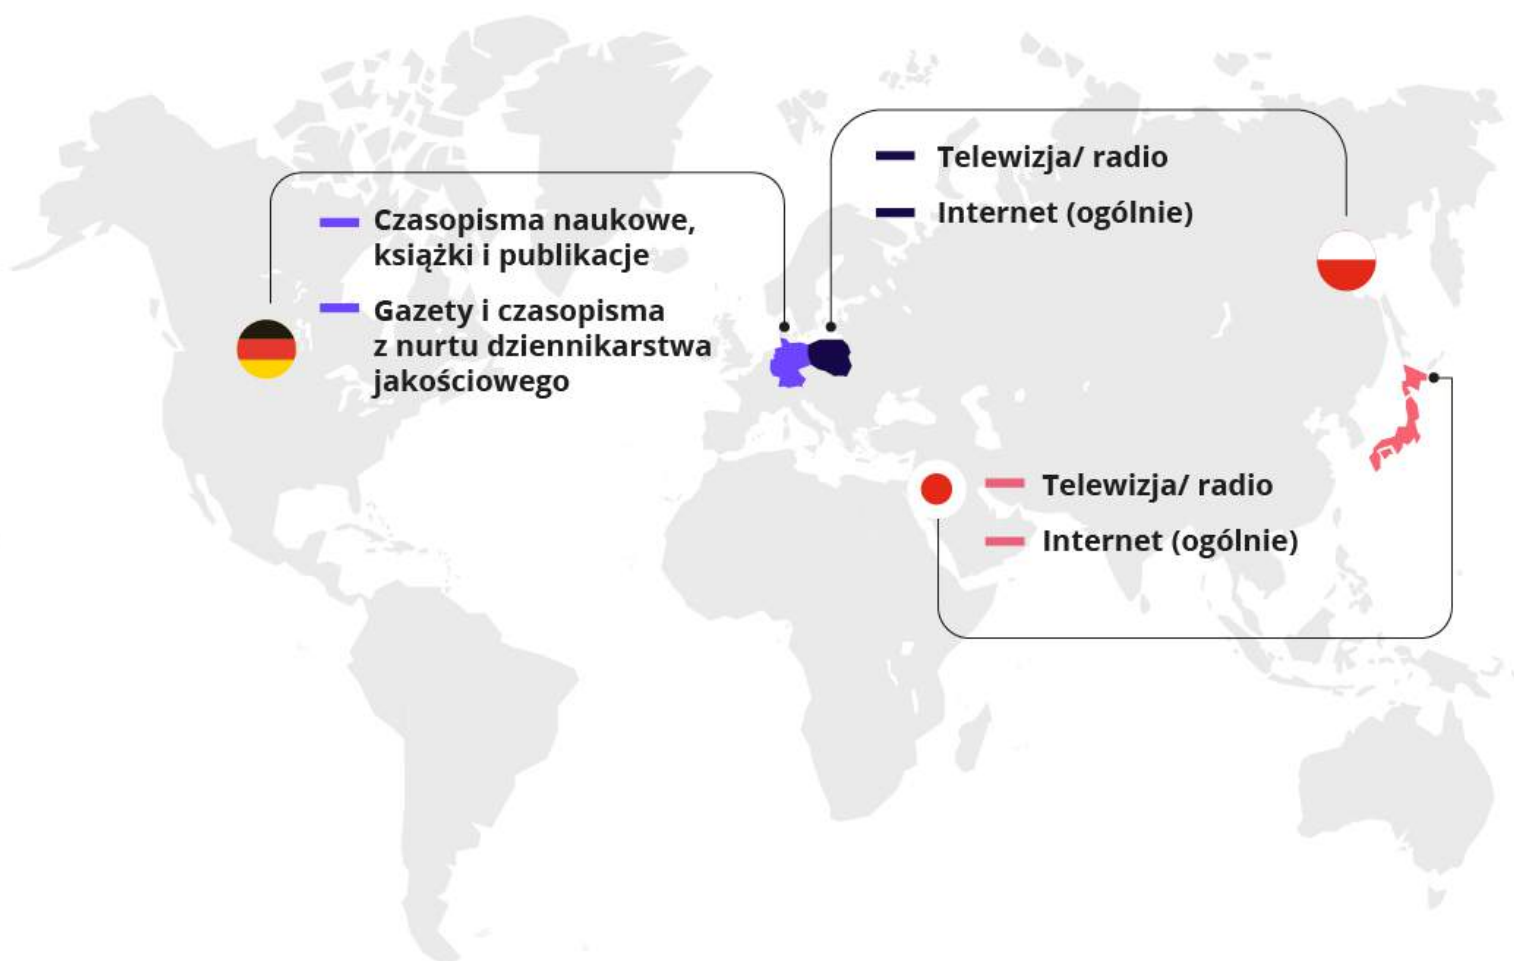 Czasopisma naukowe,
książki i publikacje
Gazety i czasopisma
z nurtu dziennikarstwa
jakościowego
Telewizja/ radio
Internet (ogólnie)
Telewizja/ radio
Internet (ogólnie)